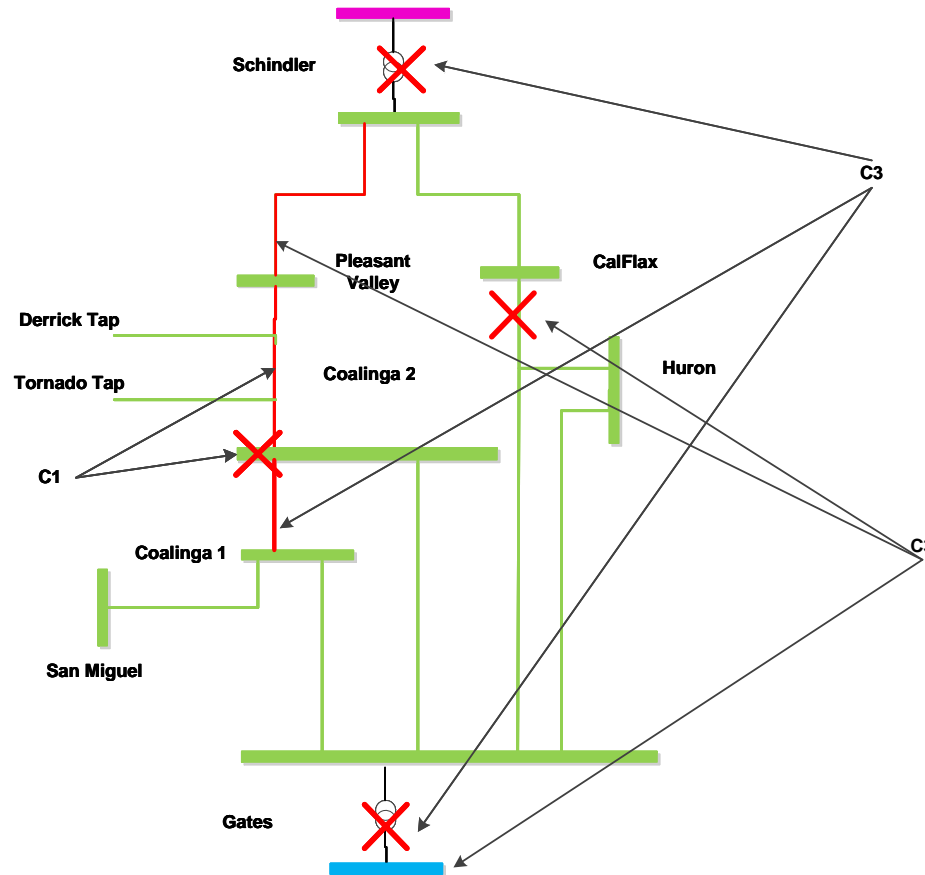 Schindler
C3
Pleasant
Valley
CalFlax
Derrick Tap
Huron
Coalinga 2
Tornado Tap
C1
Coalinga 1
San Miguel
Gates